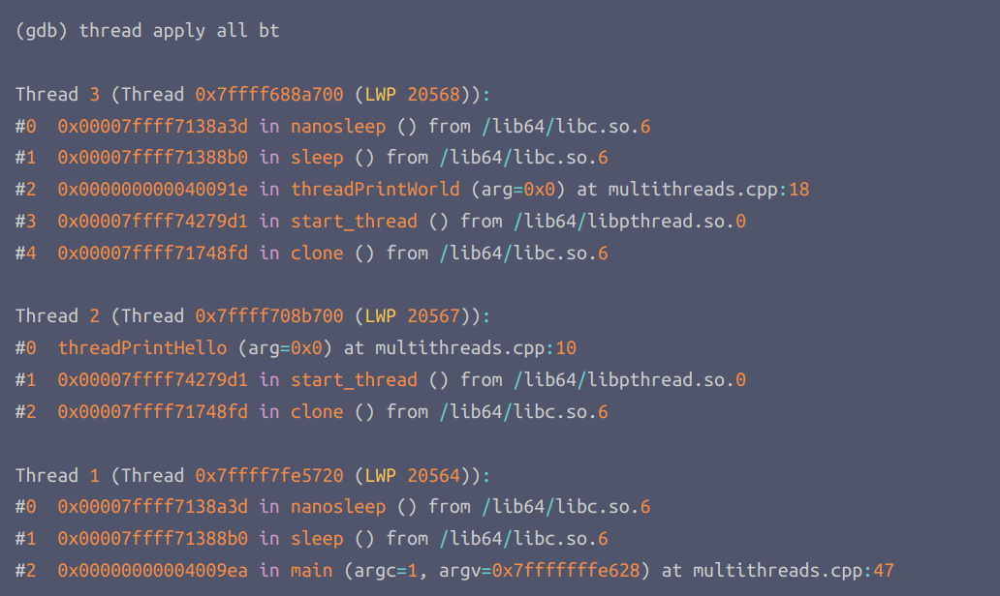 (gdb) thread apply all bt
Thread 3 (Thread 0x7ffff688a700 (LWP 20568)):
#0  0x00007ffff7138a3d in nanosleep () from /lib64/libc.so.6
#1  0x00007ffff71388b0 in sleep () from /lib64/libc.so.6
#2  0x000000000040091e in threadPrintWorld (arg=0x0) at multithreads.cpp:18
#3  0x00007ffff74279d1 in start_thread () from /lib64/libpthread.so.0
#4  0x00007ffff71748fd in clone () from /lib64/libc.so.6
Thread 2 (Thread 0x7ffff708b700 (LWP 20567)):
#0  threadPrintHello (arg=0x0) at multithreads.cpp:10
#1  0x00007ffff74279d1 in start_thread () from /lib64/libpthread.so.0
#2  0x00007ffff71748fd in clone () from /lib64/libc.so.6
Thread 1 (Thread 0x7ffff7fe5720 (LWP 20564)):
#0  0x00007ffff7138a3d in nanosleep () from /lib64/libc.so.6
#1  0x00007ffff71388b0 in sleep () from /lib64/libc.so.6
#2  0x00000000004009ea in main (argc=1, argv=0x7fffffffe628) at multithreads.cpp:47